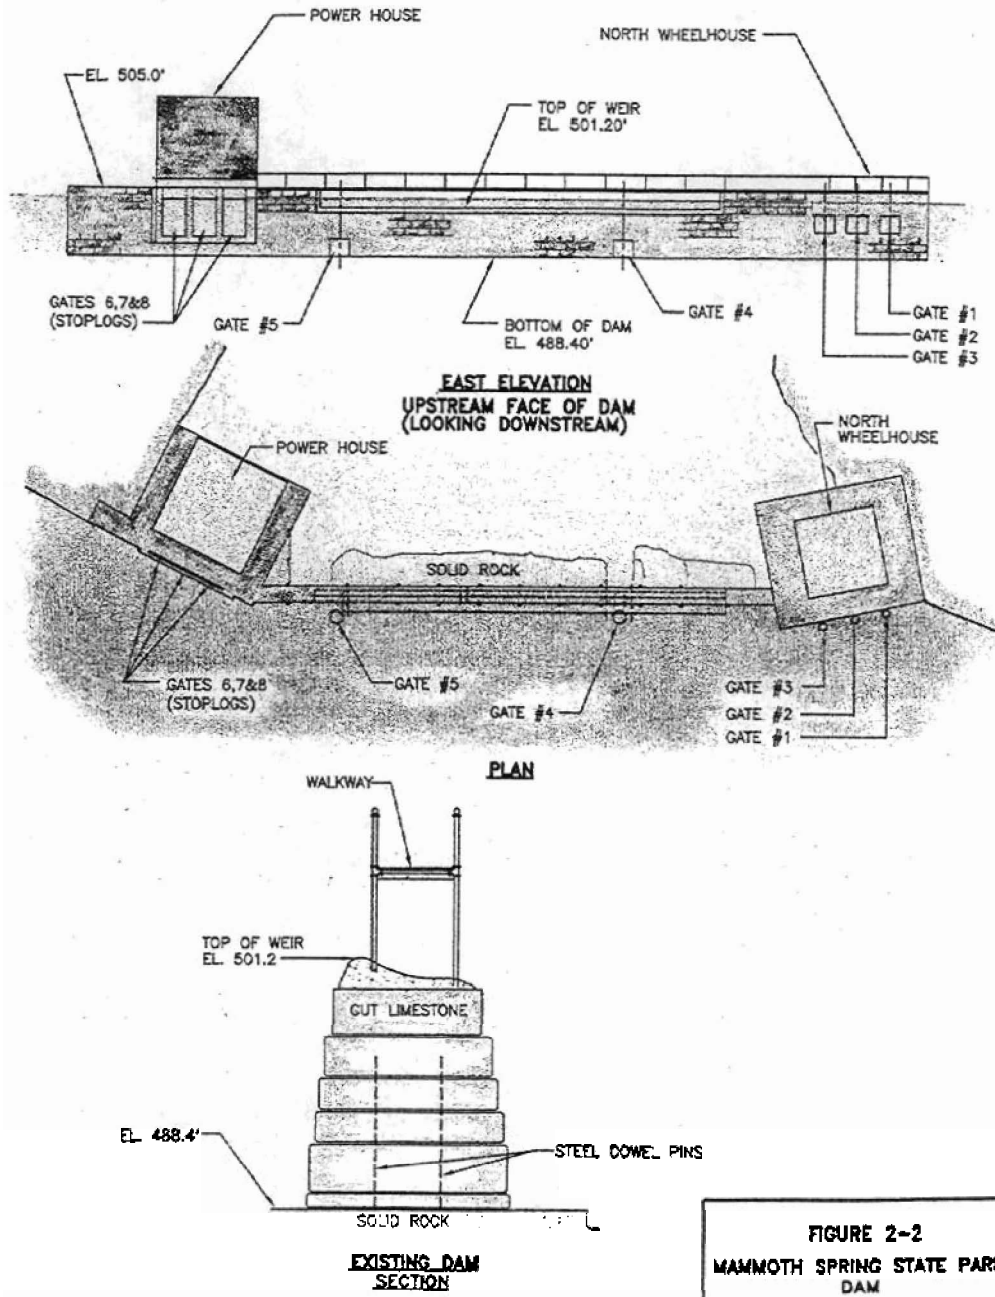 POWER HOUSE
NORTH WHEELHOUSE
EL. 505.0'
TOP OF WEIR
EL. 501.20'
GATES 6,7&8
(STOPLOGS)
GATE #5
BOTTOM OF DAM
EL. 488.40'
GATE #4
GATE #1
GATE #2
GATE #3
EAST ELEVATION
UPSTREAM FACE OF DAM
(LOOKING DOWNSTREAM)
POWER HOUSE
NORTH
WHEELHOUSE
SOLID ROCK
GATES 6,7&8
(STOPLOGS)
GATE #5
GATE #4
GATE #3
GATE #2
GATE #1
PLAN
WALKWAY
TOP OF WEIR
EL. 501.2
CUT LIMESTONE
EL. 488.4'
STEEL DOWEL PINS
SOLID ROCK
EXISTING DAM
SECTION
FIGURE 2-2
MAMMOTH SPRING STATE PARK
DAM